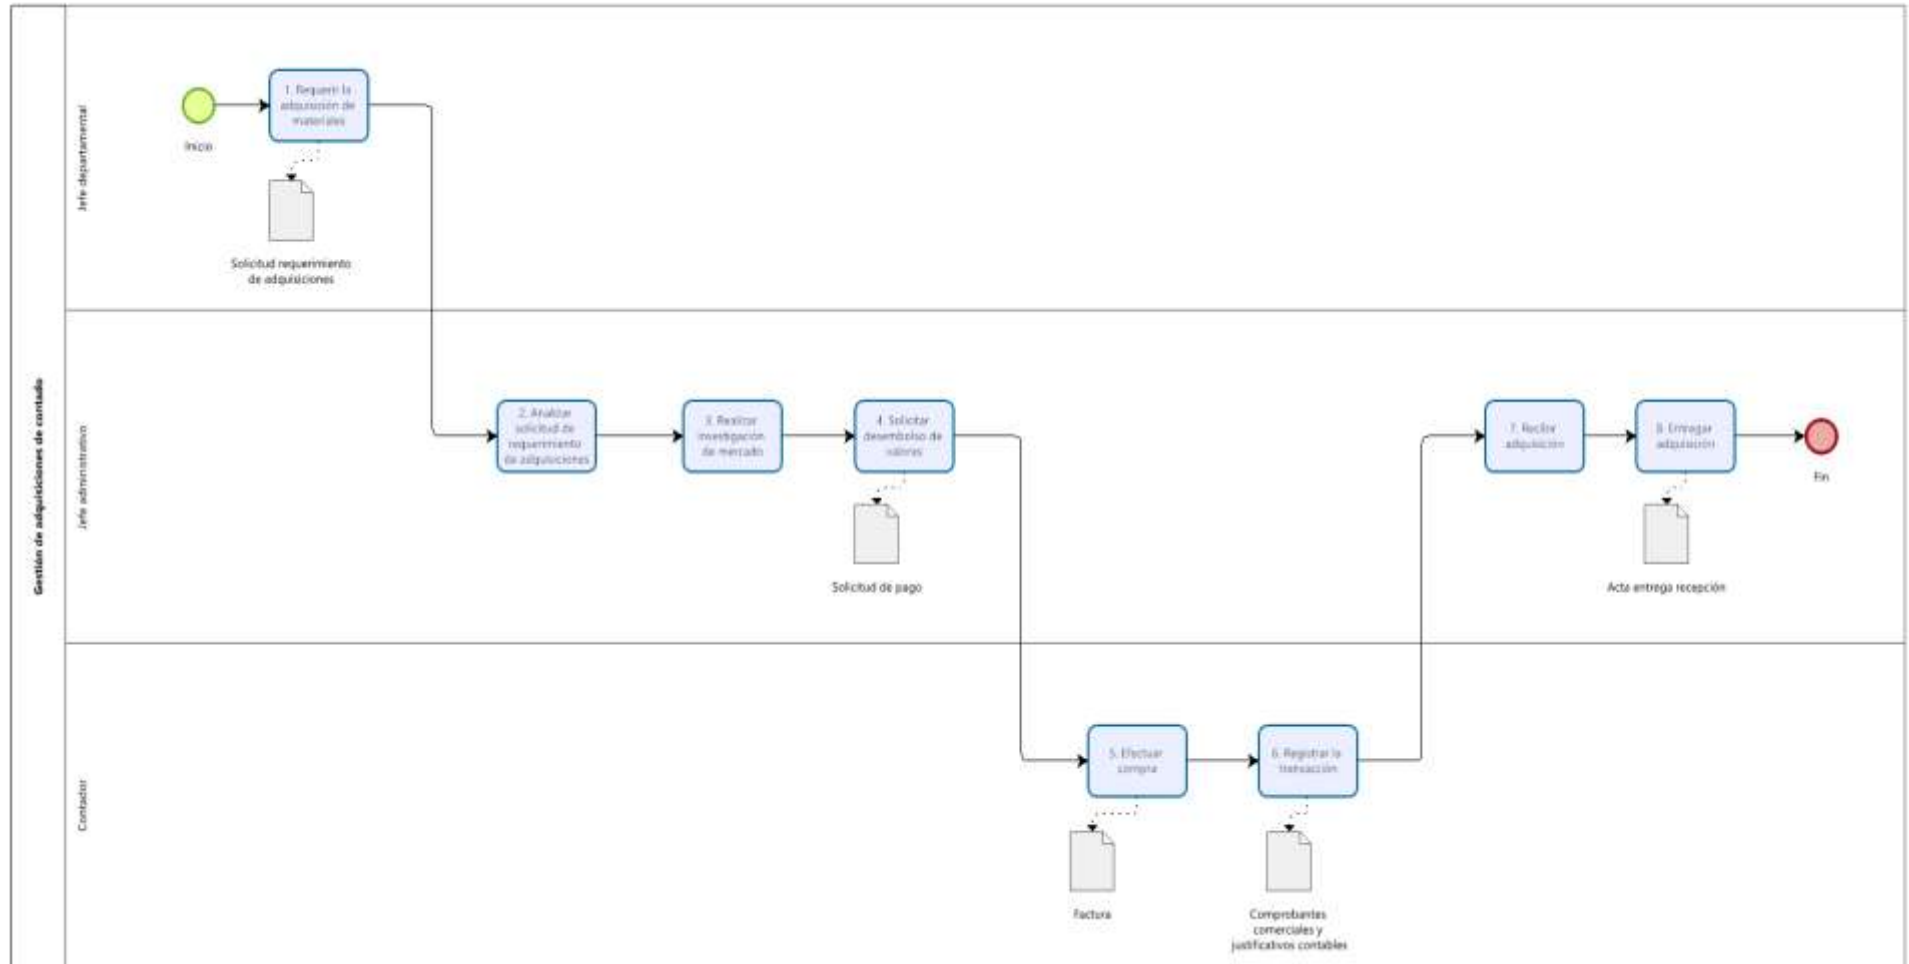 Gestión de adquisiciones de contado
Jefe departamental
Inicio
1. Requerir la
adquisición de
materiales
Solicitud requerimiento
de adquisiciones
Jefe administrativo
2. Analizar
solicitud de
requerimiento
de adquisiciones
3. Realizar
investigación
de mercado
4. Solicitar
desembolso de
valores
Solicitud de pago
7. Recibir
adquisición
8. Entregar
adquisición
Acta entrega recepción
Fin
Contador
5. Efectuar
compra
Factura
6. Registrar la
transacción
Comprobantes
comerciales y
justificativos contables